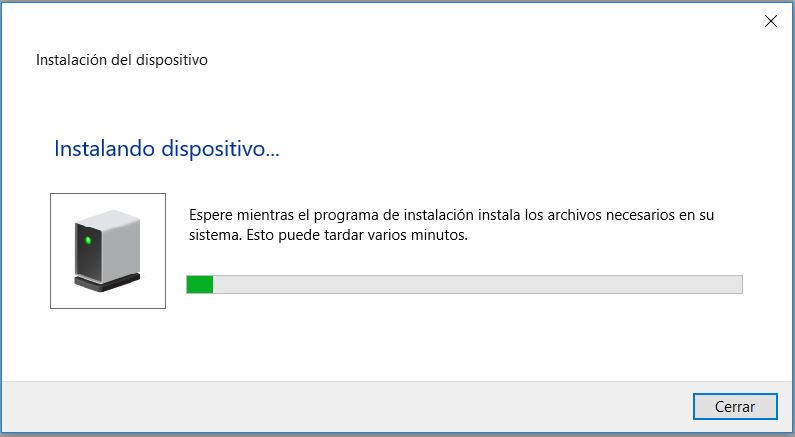 Instalación del dispositivo
Instalando dispositivo...
Espere mientras el programa de instalación instala los archivos necesarios en su
sistema. Esto puede tardar varios minutos.
Cerrar